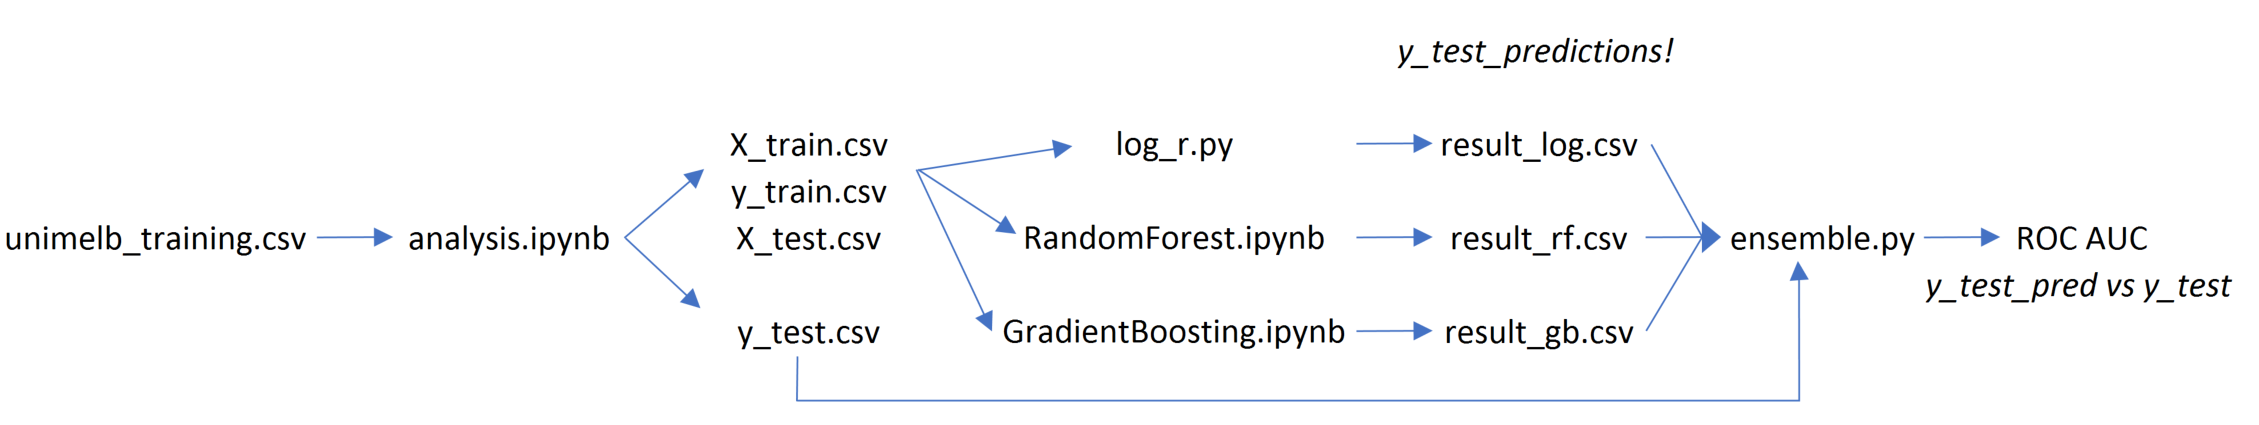 y_test_predictions!
X_train.csv
y_train.csv
X_test.csv
y_test.csv
unimelb_training.csv
analysis.ipynb
log_r.py
RandomForest.ipynb
GradientBoosting.ipynb
result_log.csv
result_rf.csv
result_gb.csv
ensemble.py
ROC AUC
y_test_pred vs y_test